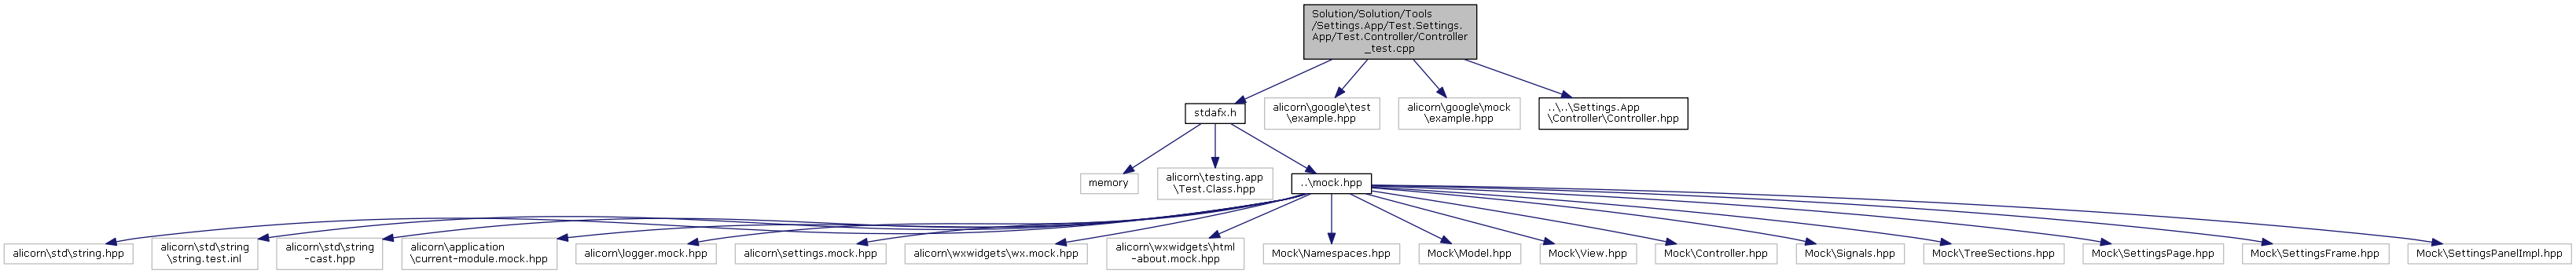 Solution/Solution/Tools
/Settings.App/Test.Settings.
App/Test.Controller/Controller
_test.cpp
stdafx.h
alicorn\google\test
\example.hpp
alicorn\google\mock
\example.hpp
..\..\Settings.App
\Controller\Controller.hpp
memory
alicorn\testing.app
\Test.Class.hpp
..\mock.hpp
alicorn\std\string.hpp
alicorn\std\string
\string.test.inl
alicorn\std\string
-cast.hpp
alicorn\application
\current-module.mock.hpp
alicorn\logger.mock.hpp
alicorn\settings.mock.hpp
alicorn\wxwidgets\wx.mock.hpp
alicorn\wxwidgets\html
-about.mock.hpp
Mock\Namespaces.hpp
Mock\Model.hpp
Mock\View.hpp
Mock\Controller.hpp
Mock\Signals.hpp
Mock\TreeSections.hpp
Mock\SettingsPage.hpp
Mock\SettingsFrame.hpp
Mock\SettingsPanelImpl.hpp